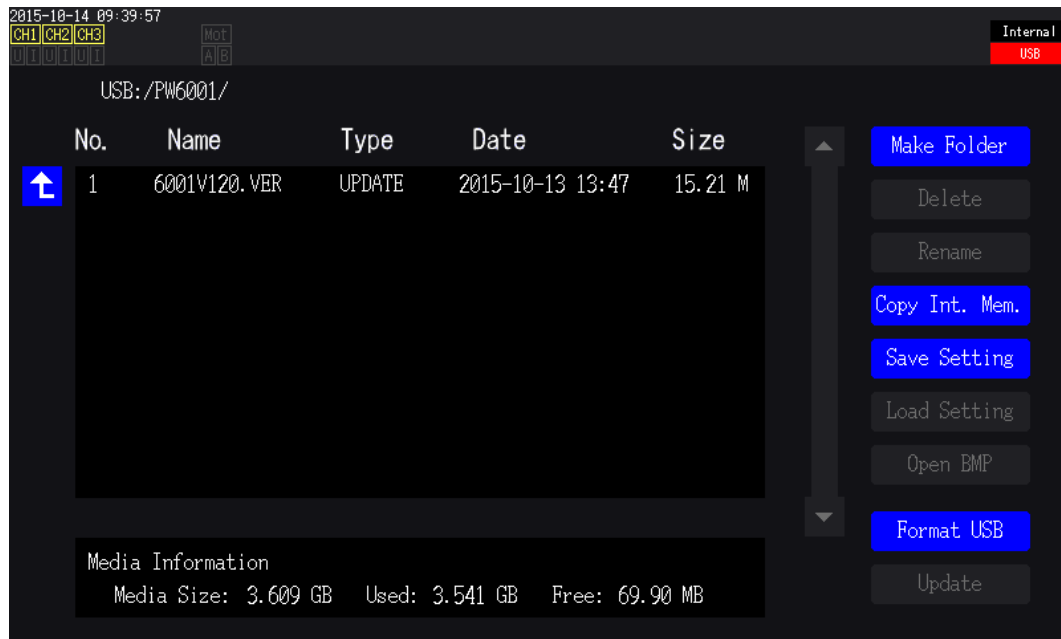 2015-10-14 09:39:57
CH1 CH2 CH3 Mot Internal
U I U I U I A B USB
USB:/PW6001/
No. Name Type Date Size
1 6001V120.VER UPDATE 2015-10-13 13:47 15.21 M
Make Folder
Delete
Rename
Copy Int. Mem.
Save Setting
Load Setting
Open BMP
Format USB
Update
Media Information
Media Size: 3.609 GB Used: 3.541 GB Free: 69.90 MB